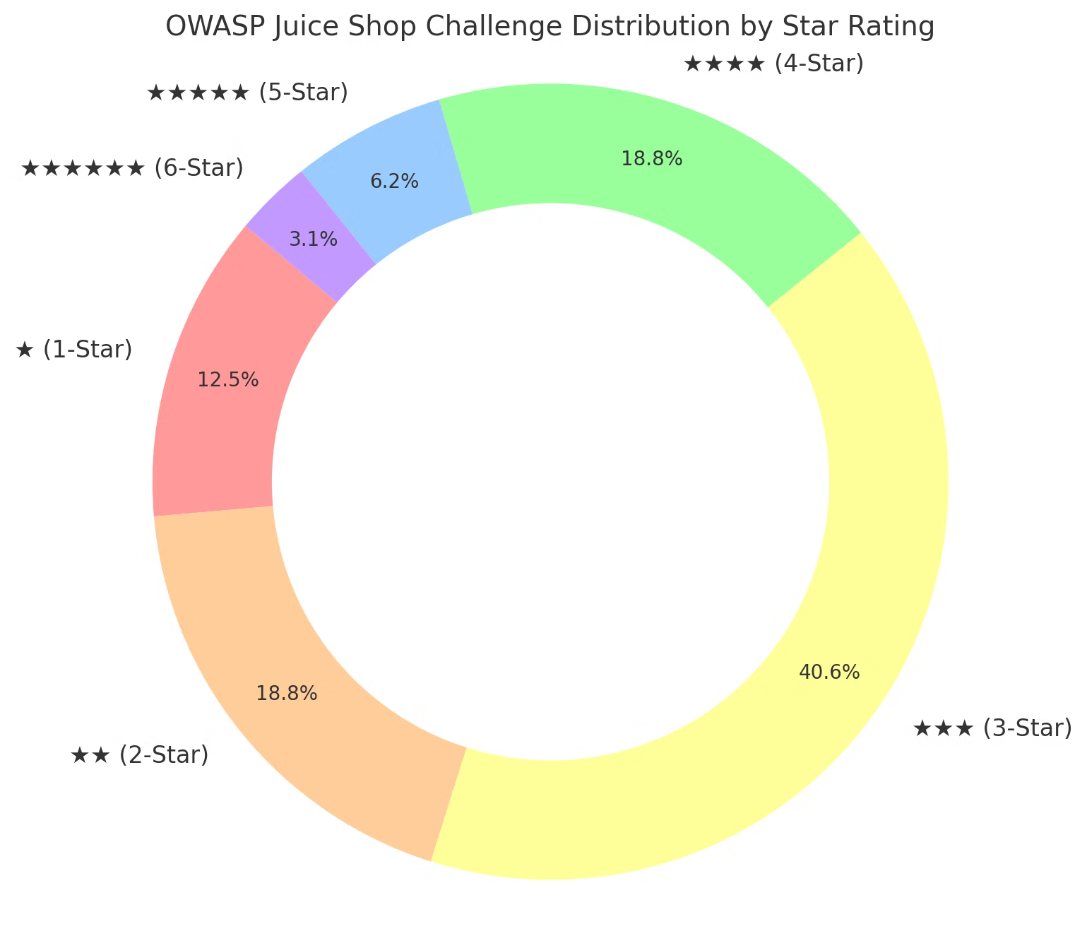 OWASP Juice Shop Challenge Distribution by Star Rating
★★★★ (4-Star)
★★★★★ (5-Star)
18.8%
★★★★★★ (6-Star)
6.2%
3.1%
★ (1-Star)
12.5%
40.6%
18.8%
★★★ (3-Star)
★★ (2-Star)